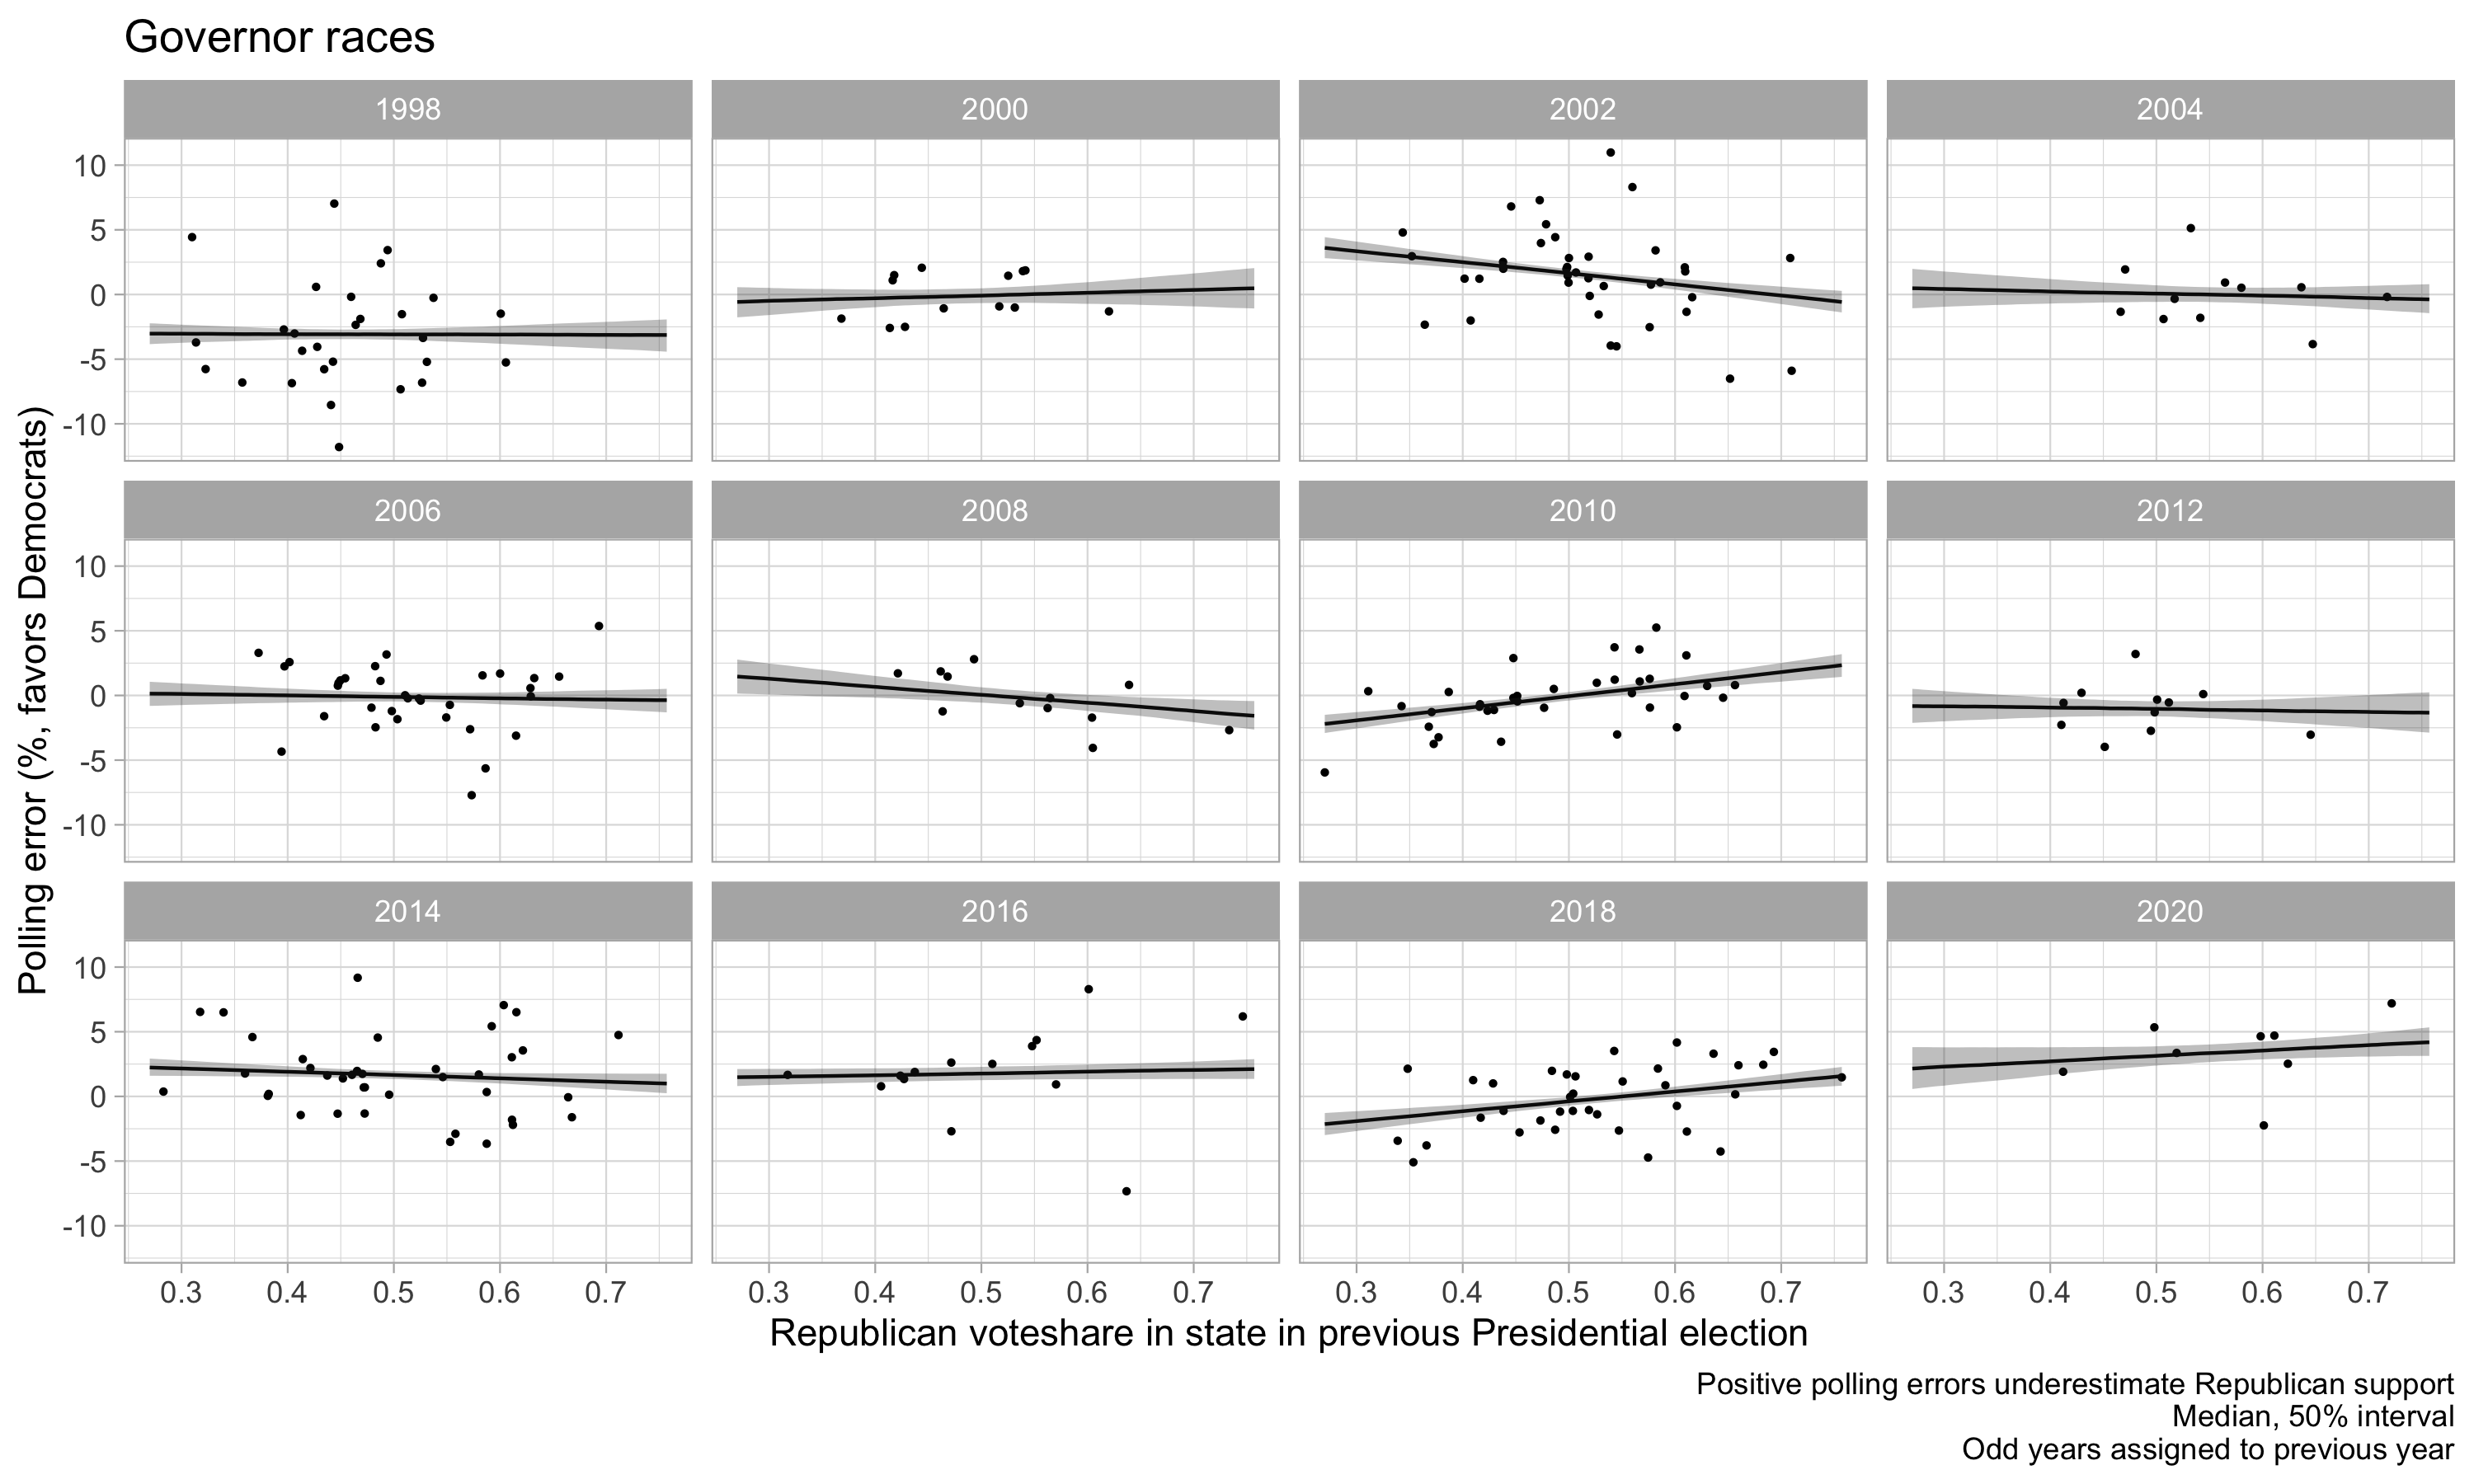 Governor races
1998
2000
2002
2004
10
5
0
-5
-10
2006
2008
2010
2012
10
5
0
-5
-10
2014
2016
2018
2020
10
5
0
-5
-10
0.3 0.4 0.5 0.6 0.7
0.3 0.4 0.5 0.6 0.7
0.3 0.4 0.5 0.6 0.7
0.3 0.4 0.5 0.6 0.7
Polling error (%, favors Democrats)
Republican voteshare in state in previous Presidential election
Positive polling errors underestimate Republican support
Median, 50% interval
Odd years assigned to previous year